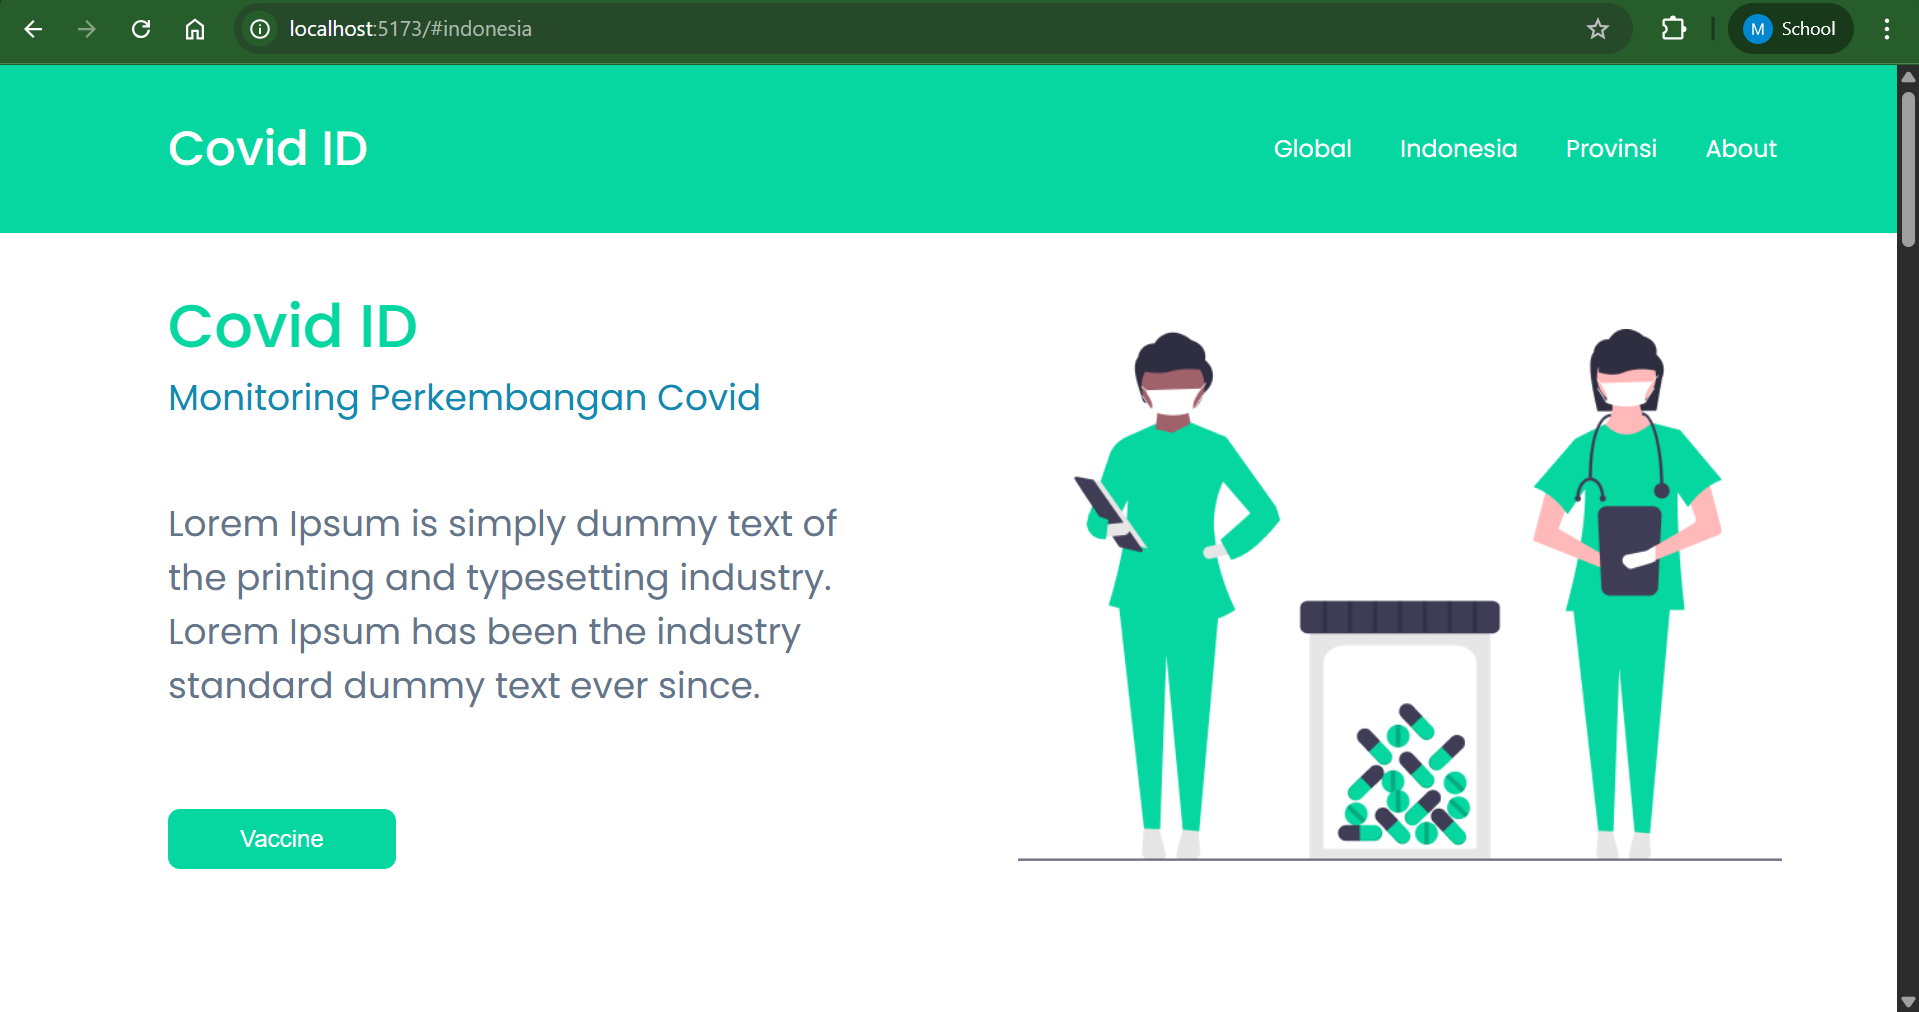 localhost:5173/#indonesia
M School
Covid ID
Global Indonesia Provinsi About
Covid ID
Monitoring Perkembangan Covid
Lorem Ipsum is simply dummy text of
the printing and typesetting industry.
Lorem Ipsum has been the industry
standard dummy text ever since.
Vaccine